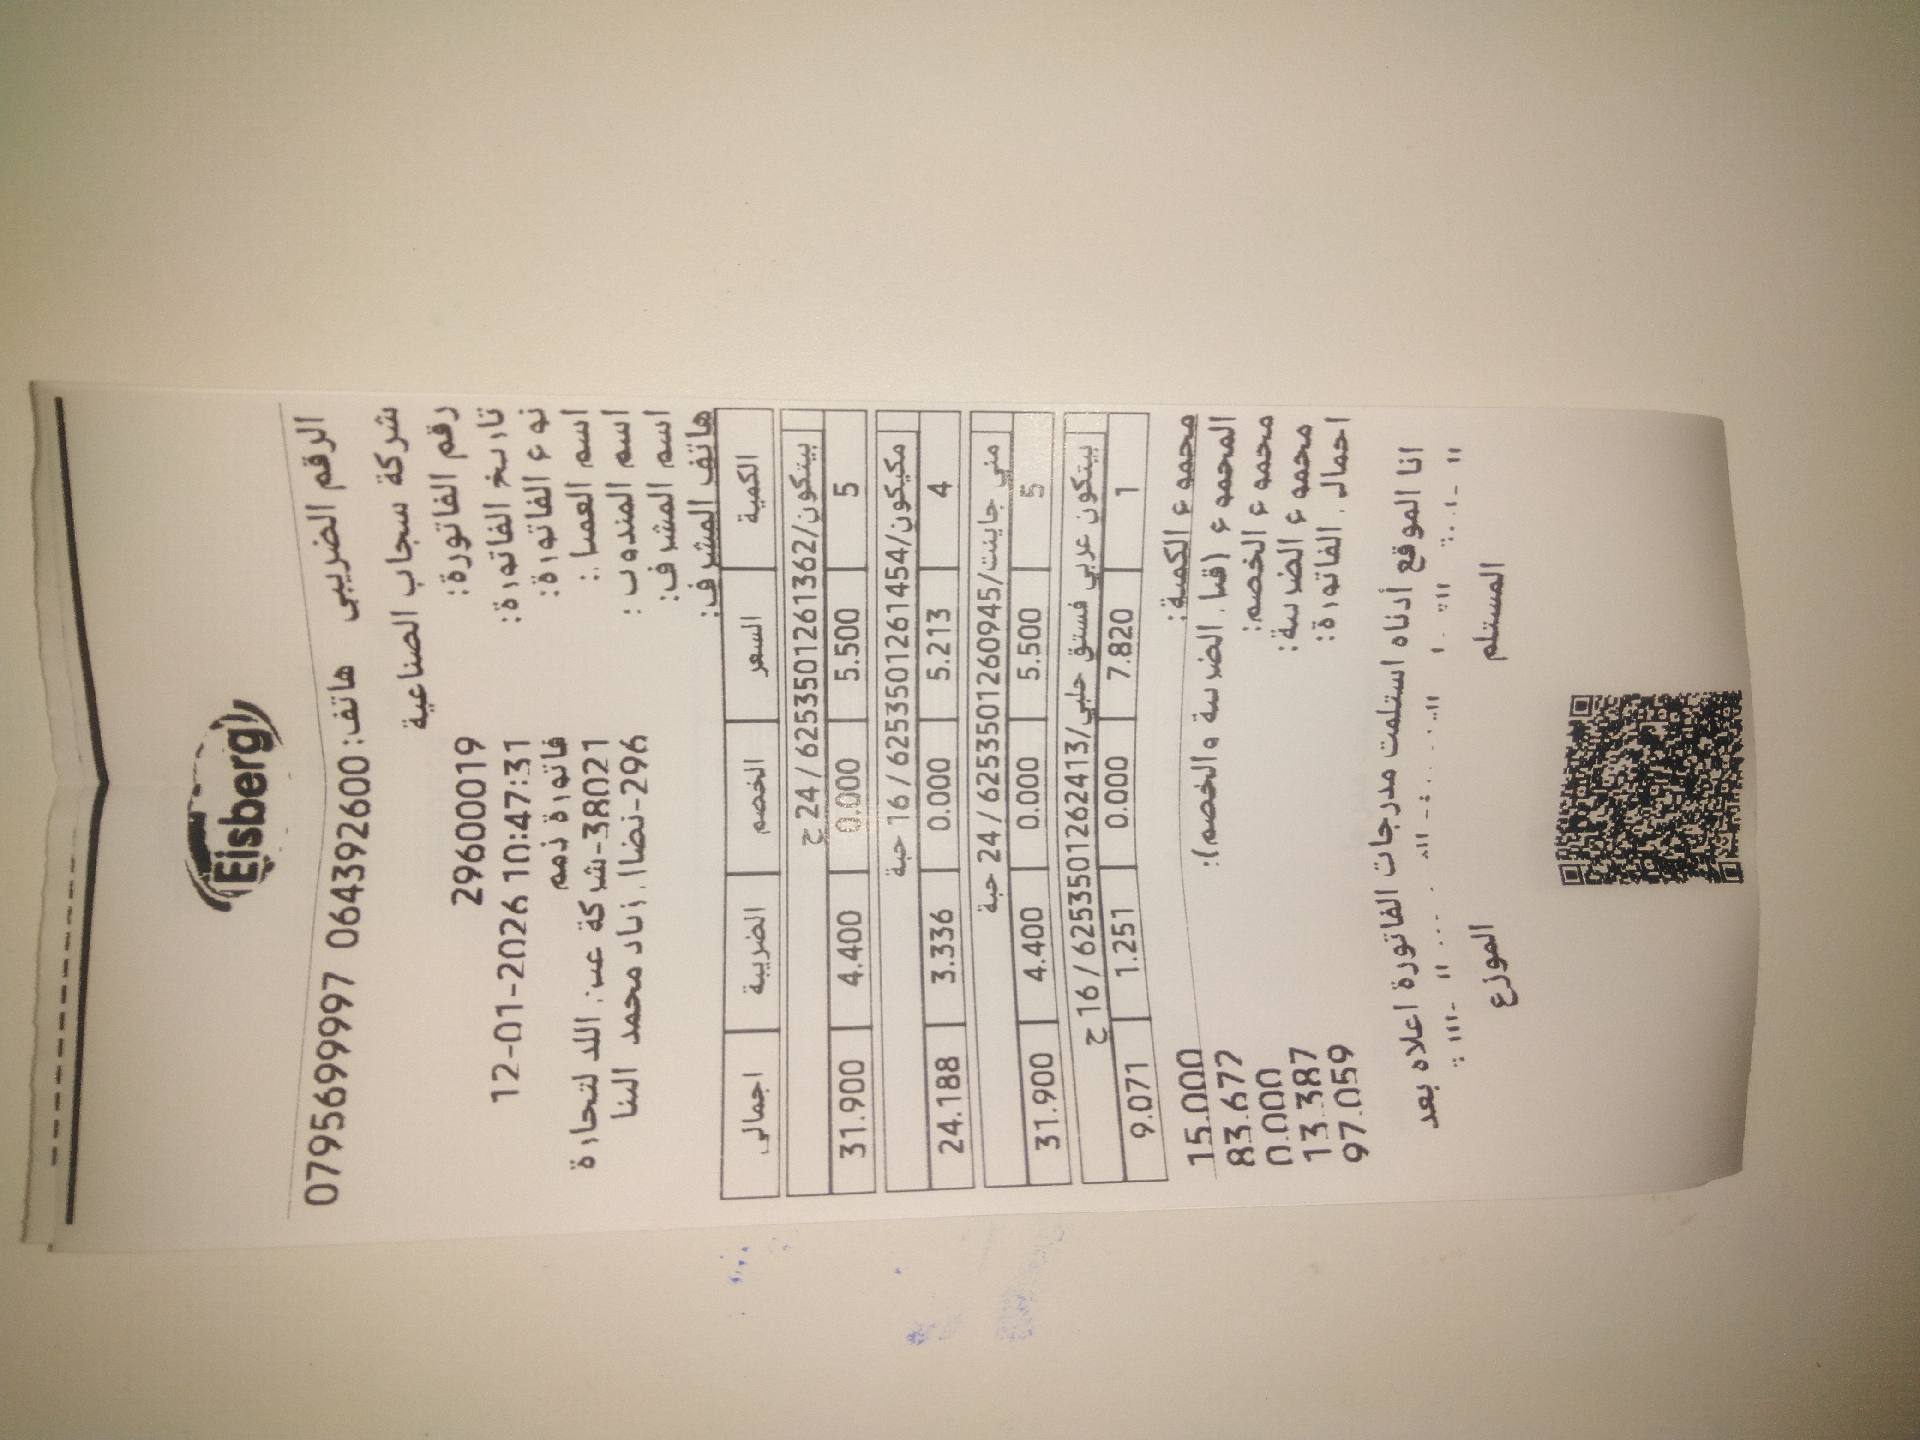 Eisberg
الرقم الضريبي هاتف: 0643926000 0795699997
شركة سجاب الصناعية
رقم الفاتورة: 29600019
تاريخ الفاتورة: 12-01-2026 10:47:31
نوع الفاتورة: فاتورة ذمم
اسم العميل: 38021-شركة عبد الله لتجارة
اسم المندوب: 296-نضال زياد محمد البنا
اسم المشرف:
هاتف المشرف:
الكمية السعر الخصم الضريبة اجمالي
بيتكون/6253501261362 / 24 ح
5 5.500 0.000 4.400 31.900
مكيكون/6253501261454 / 16 حبة
4 5.213 0.000 3.336 24.188
مني جاينت/6253501260945 / 24 حبة
5 5.500 0.000 4.400 31.900
بيتكون عربي فستق حلبي/6253501262413 / 16 ح
1 7.820 0.000 1.251 9.071
مجموع الكمية: 15.000
المجموع (قبل الضريبة والخصم): 83.672
مجموع الخصم: 0.000
مجموع الضريبة: 13.387
اجمالي الفاتورة: 97.059
انا الموقع أدناه استلمت مدرجات الفاتورة اعلاه بعد
المستلم الموزع